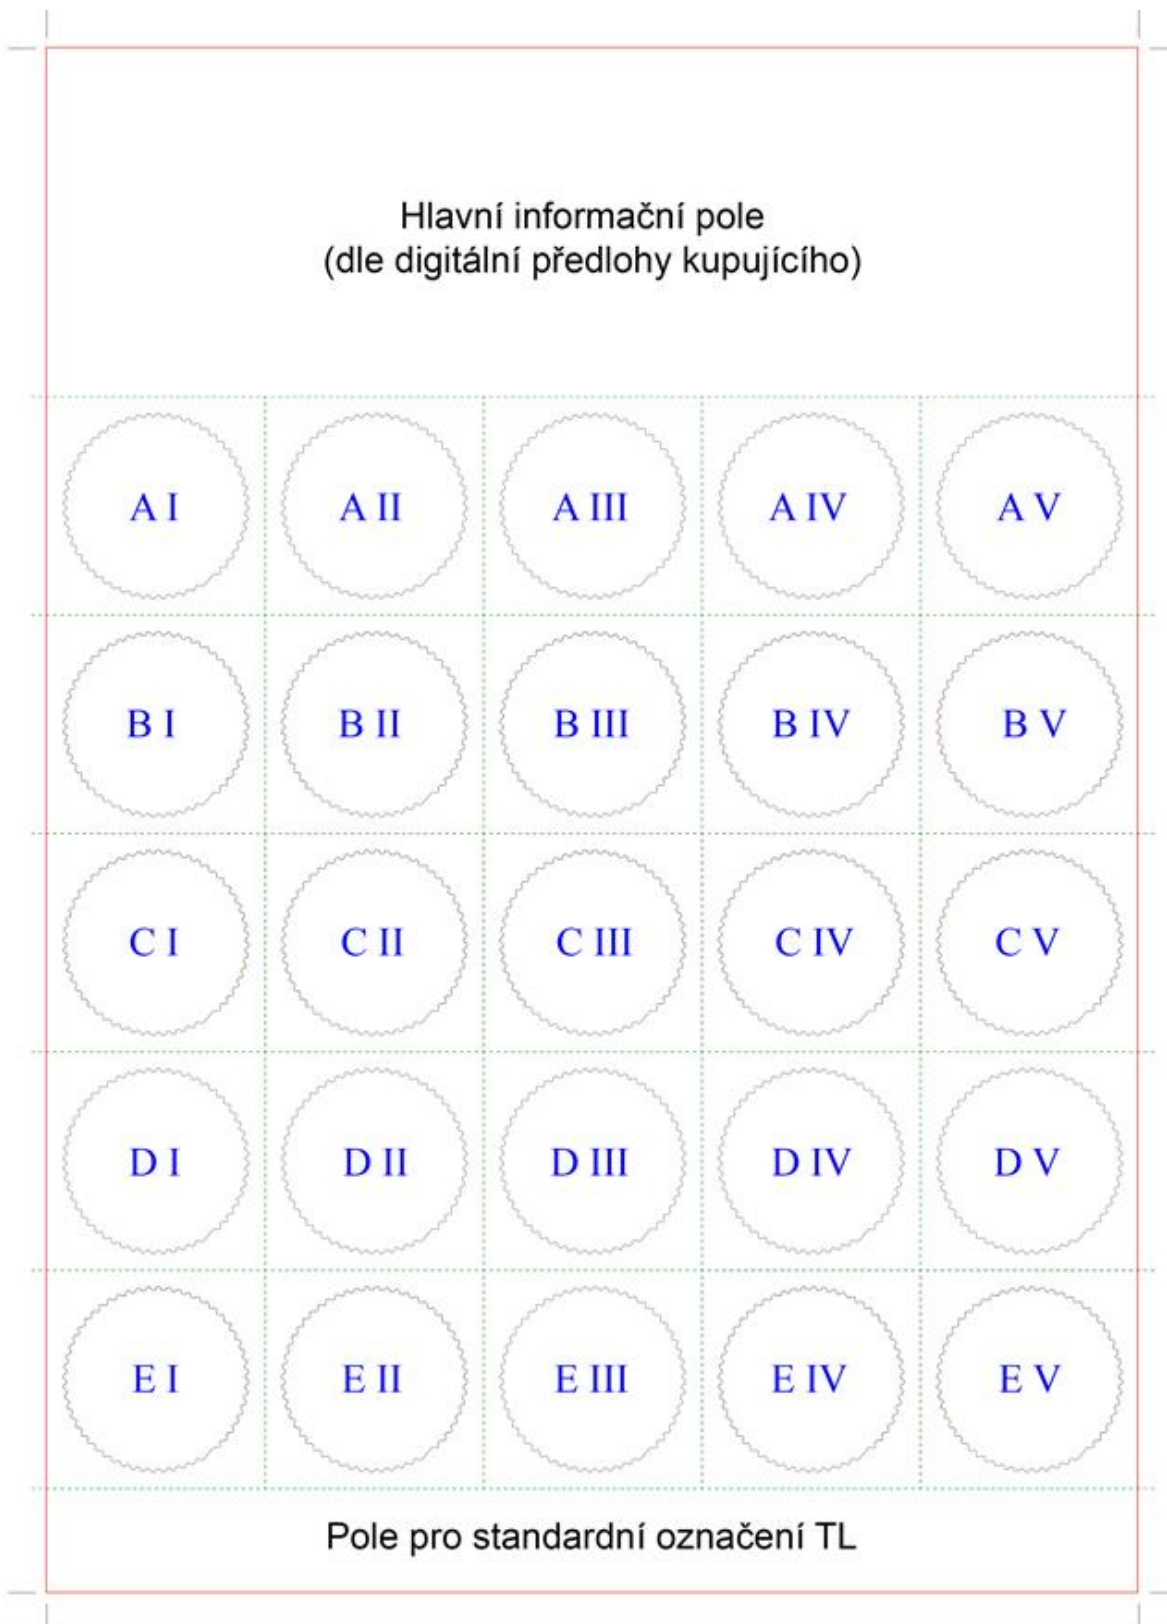 Hlavní informační pole
(dle digitální předlohy kupujícího)
A I A II A III A IV A V
B I B II B III B IV B V
C I C II C III C IV C V
D I D II D III D IV D V
E I E II E III E IV E V
Pole pro standardní označení TL